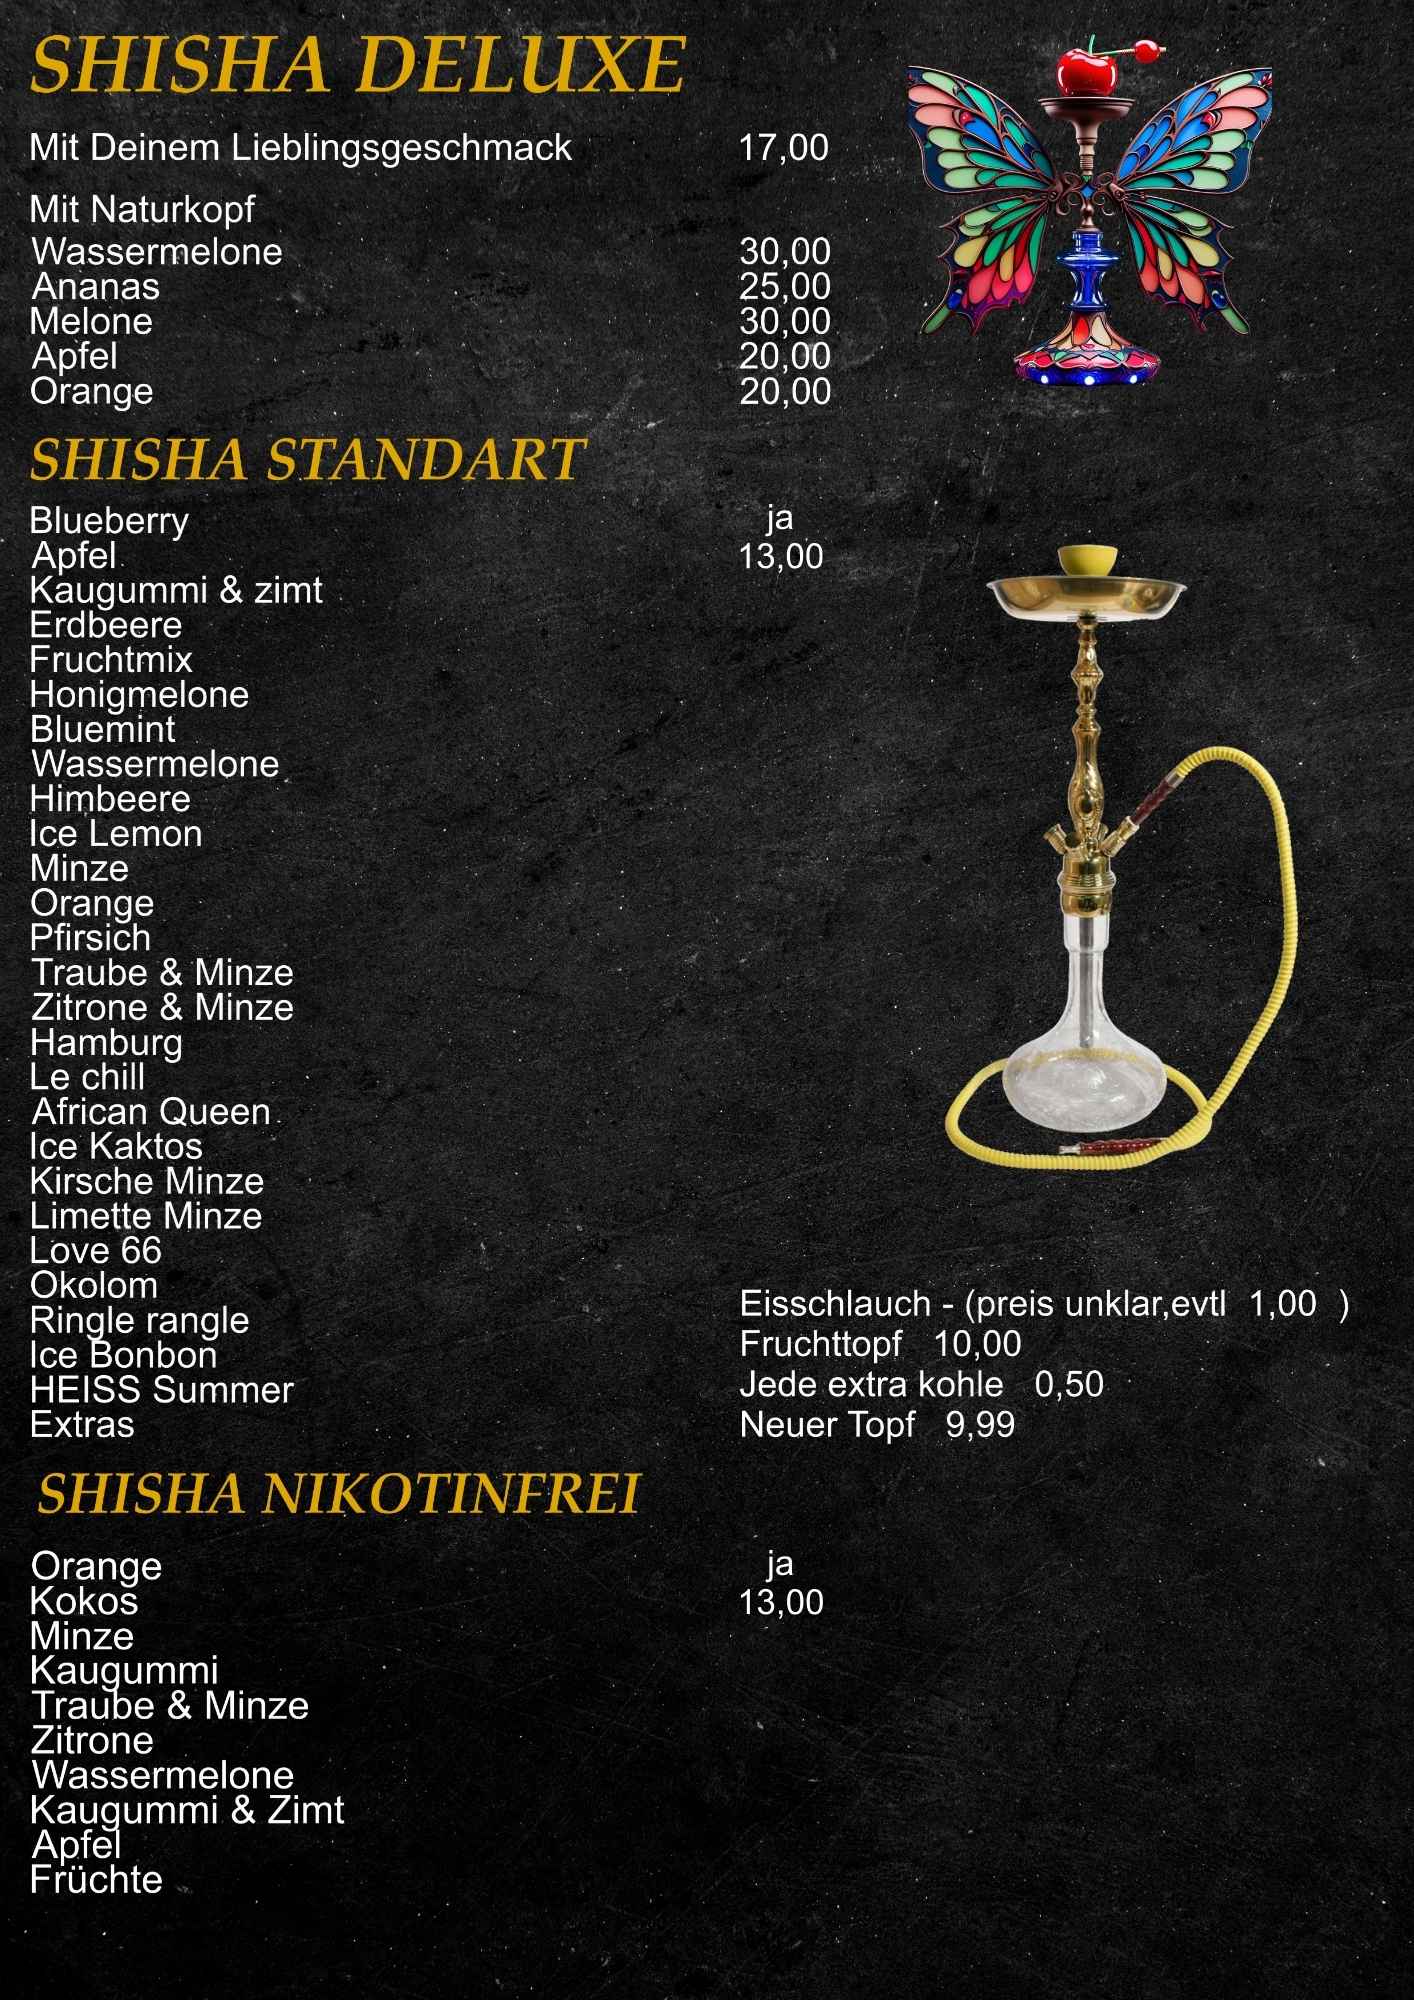 SHISHA DELUXE
Mit Deinem Lieblingsgeschmack 17,00
Mit Naturkopf
Wassermelone 30,00
Ananas 25,00
Melone 30,00
Apfel 20,00
Orange 20,00
SHISHA STANDART
Blueberry ja
Apfel 13,00
Kaugummi & zimt
Erdbeere
Fruchtmix
Honigmelone
Bluemint
Wassermelone
Himbeere
Ice Lemon
Minze
Orange
Pfirsich
Traube & Minze
Zitrone & Minze
Hamburg
Le chill
African Queen
Ice Kaktos
Kirsche Minze
Limette Minze
Love 66
Okolom
Ringle rangle
Ice Bonbon
HEISS Summer
Extras
Eisschlauch - (preis unklar,evtl 1,00 )
Fruchttopf 10,00
Jede extra kohle 0,50
Neuer Topf 9,99
SHISHA NIKOTINFREI
Orange ja
Kokos 13,00
Minze
Kaugummi
Traube & Minze
Zitrone
Wassermelone
Kaugummi & Zimt
Apfel
Früchte